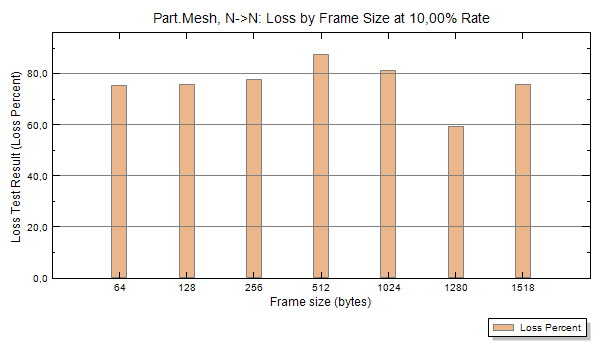 Part.Mesh, N->N: Loss by Frame Size at 10,00% Rate
Loss Test Result (Loss Percent)
80,0
60,0
40,0
20,0
0,0
64 128 256 512 1024 1280 1518
Frame size (bytes)
Loss Percent